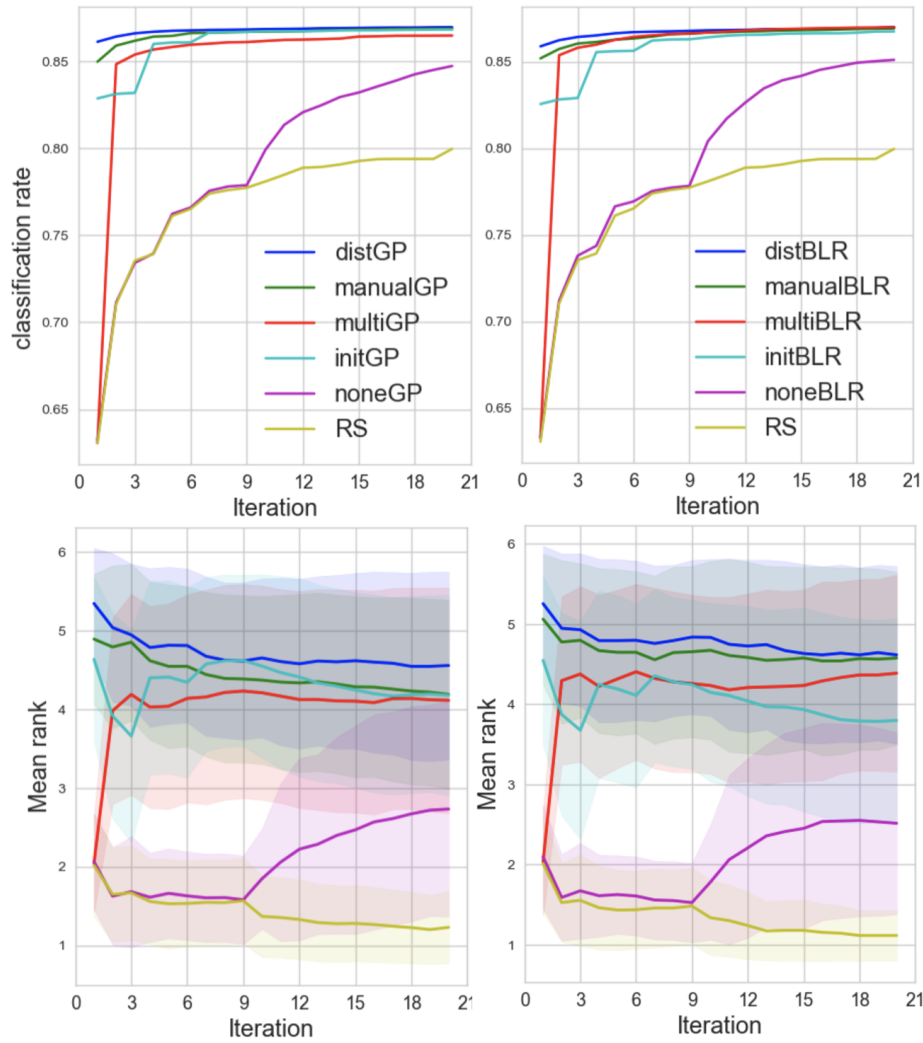 classification rate
0.85
0.80
0.75
0.70
0.65
distGP
manualGP
multiGP
initGP
noneGP
RS
0 3 6 9 12 15 18 21
Iteration
0.85
0.80
0.75
0.70
0.65
distBLR
manualBLR
multiBLR
initBLR
noneBLR
RS
0 3 6 9 12 15 18 21
Iteration
Mean rank
6
5
4
3
2
1
0 3 6 9 12 15 18 21
Iteration
Mean rank
6
5
4
3
2
1
0 3 6 9 12 15 18 21
Iteration